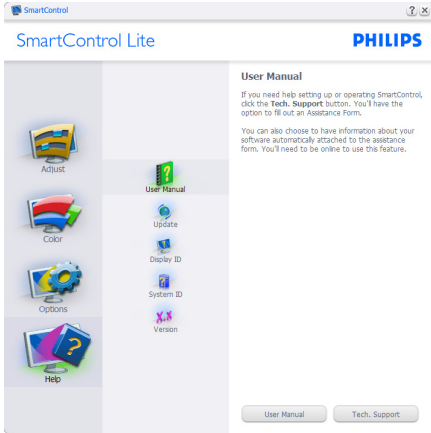 SmartControl
? x
SmartControl Lite
PHILIPS
Adjust
Color
Options
Help
User Manual
Update
Display ID
System ID
X.X
Version
User Manual
If you need help setting up or operating SmartControl,
click the Tech. Support button. You'll have the
option to fill out an Assistance Form.
You can also choose to have information about your
software automatically attached to the assistance
form. You'll need to be online to use this feature.
User Manual
Tech. Support